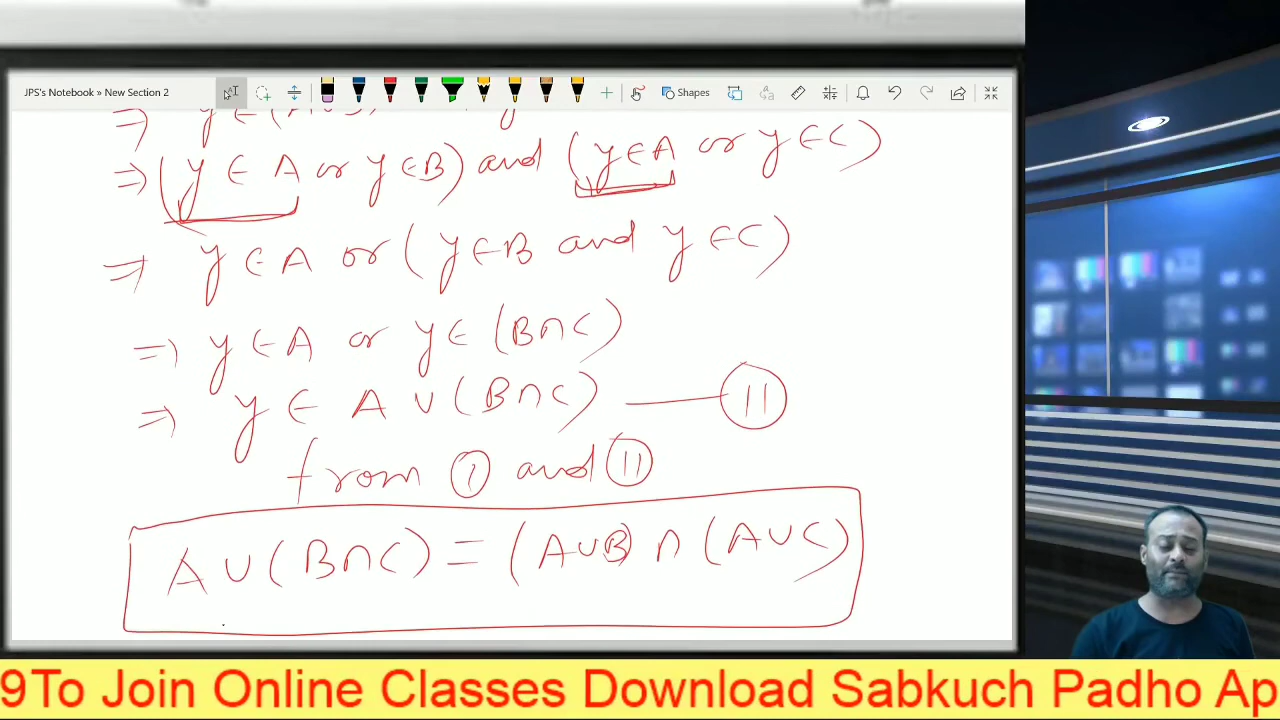 JPS's Notebook » New Section 2
Shapes
⇒ y∈(A∪
⇒ (y ∈ A or y ∈ B) and (y ∈ A or y ∈ C)
⇒ y ∈ A or (y ∈ B and y ∈ C)
⇒ y ∈ A or y ∈ (B∩C)
⇒ y ∈ A ∪ (B∩C) — II
from I and II
A ∪ (B∩C) = (A∪B) ∩ (A∪C)
9To Join Online Classes Download Sabkuch Padho Ap